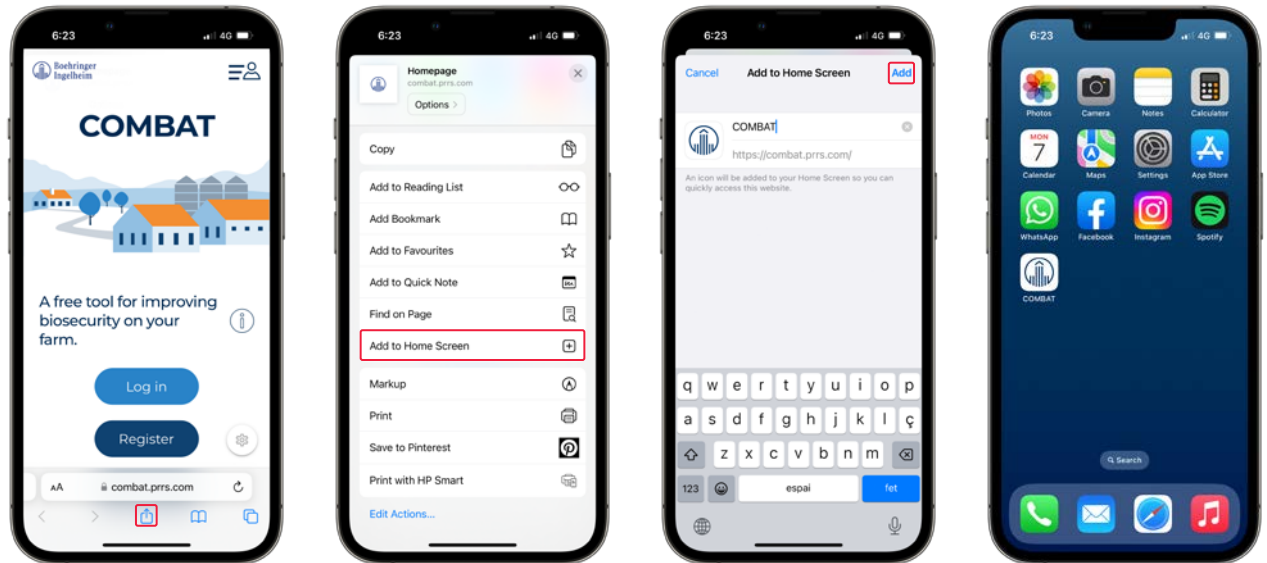 6:23
4G
Boehringer
Ingelheim
COMBAT
A free tool for improving
biosecurity on your
farm.
Log in
Register
AA
combat.prrs.com
6:23
4G
Homepage
combat.prrs.com
Options
Copy
Add to Reading List
Add Bookmark
Add to Favourites
Add to Quick Note
Find on Page
Add to Home Screen
Markup
Print
Save to Pinterest
Print with HP Smart
Edit Actions...
6:23
4G
Cancel Add to Home Screen Add
COMBAT
https://combat.prrs.com/
An icon will be added to your Home Screen so you can
quickly access this website.
q w e r t y u i o p
a s d f g h j k l ç
z x c v b n m
123 espai fet
6:23
4G
Photos Camera Notes Calculator
MON
7
Calendar Maps Settings App Store
WhatsApp Facebook Instagram Spotify
COMBAT
Search